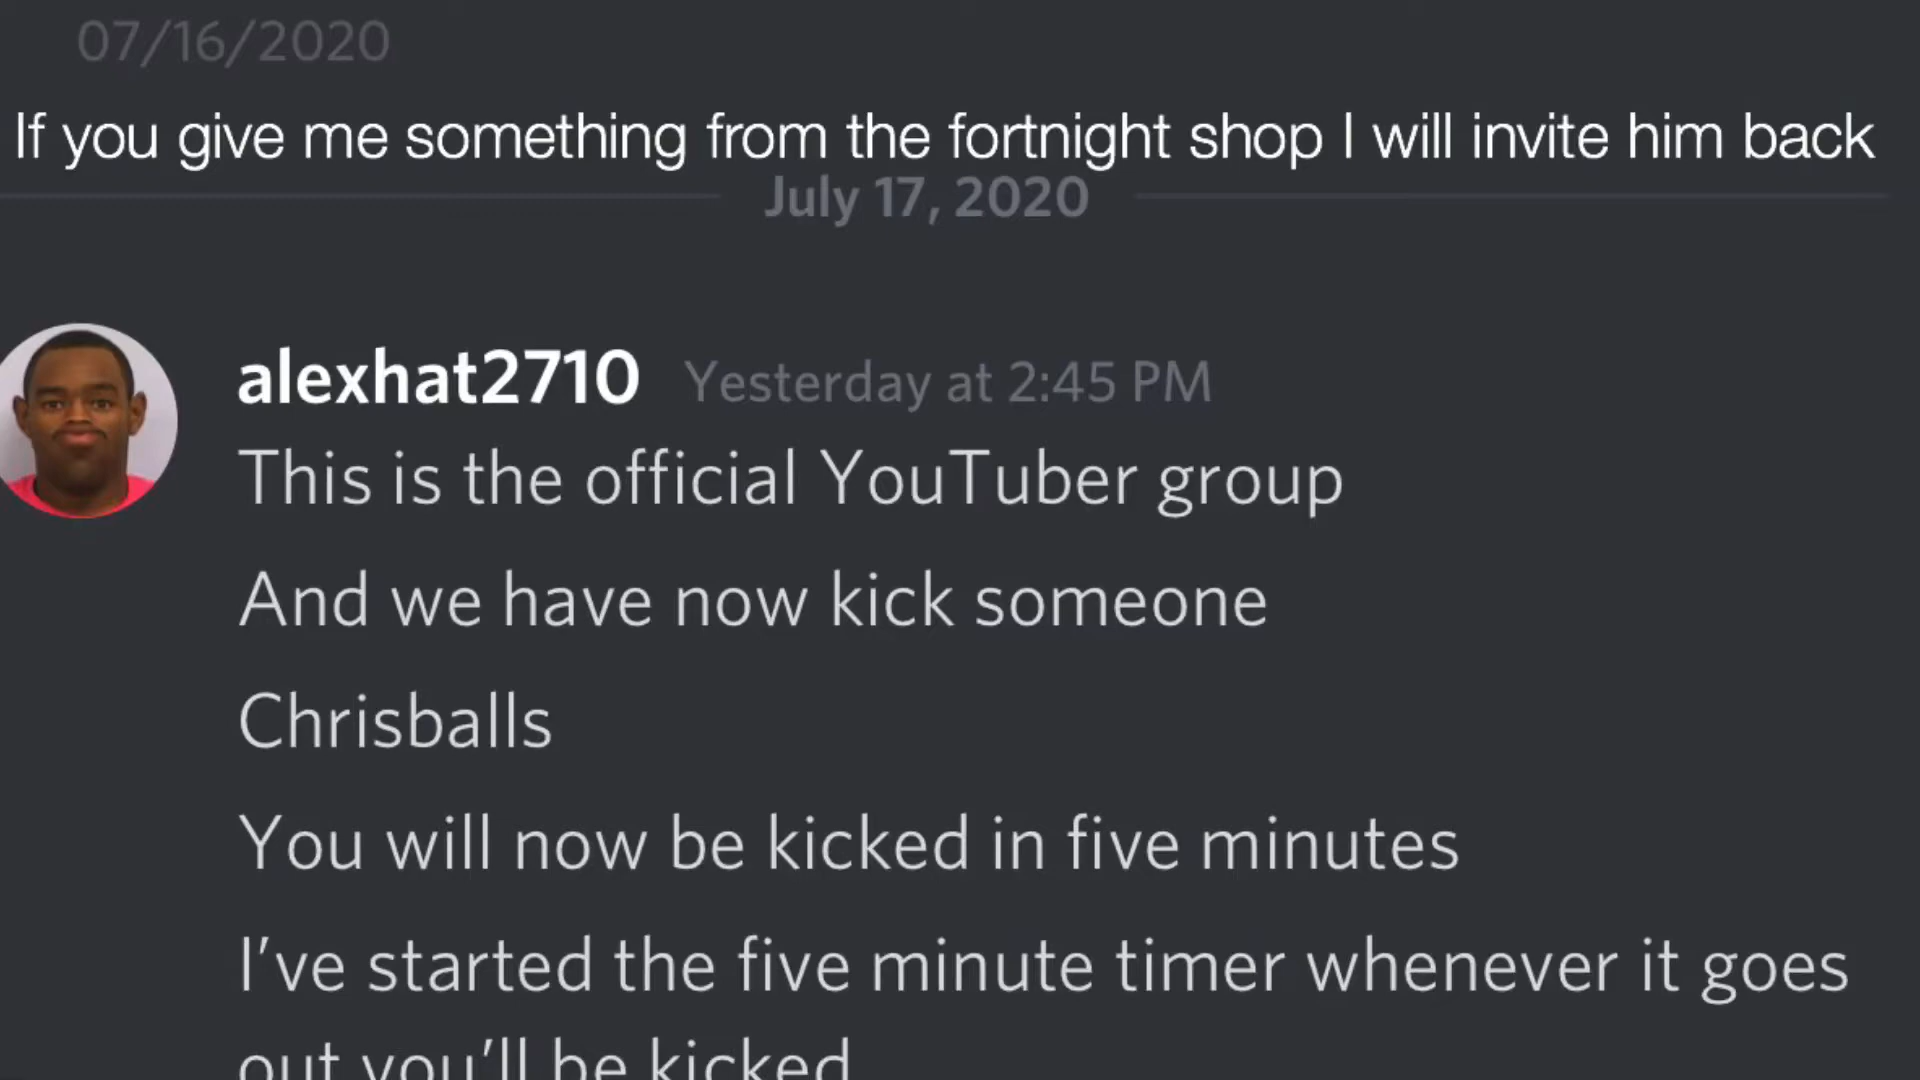 07/16/2020
If you give me something from the fortnight shop I will invite him back
July 17, 2020
alexhat2710 Yesterday at 2:45 PM
This is the official YouTuber group
And we have now kick someone
Chrisballs
You will now be kicked in five minutes
I've started the five minute timer whenever it goes
out you'll be kicked